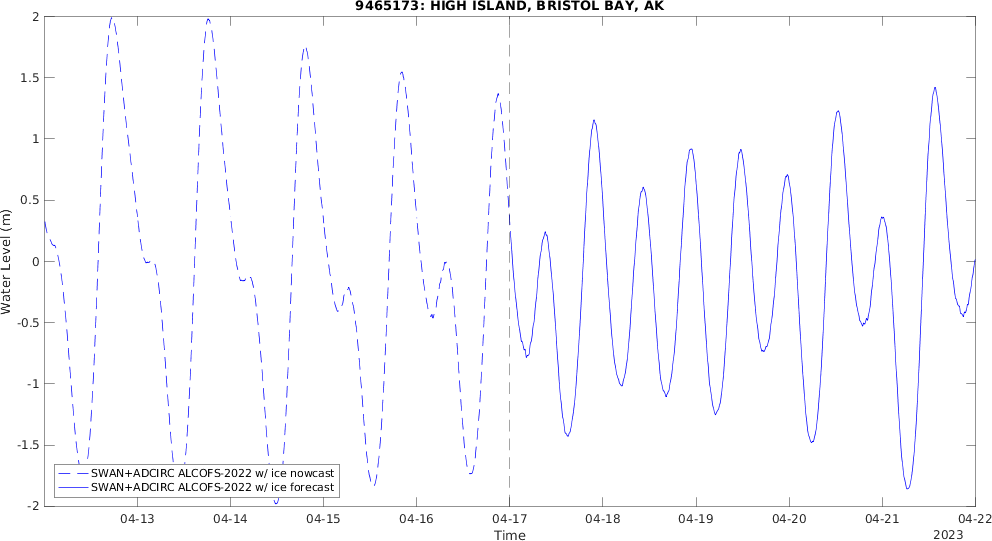 9465173: HIGH ISLAND, BRISTOL BAY, AK
2
1.5
1
0.5
0
-0.5
-1
-1.5
-2
Water Level (m)
SWAN+ADCIRC ALCOFS-2022 w/ ice nowcast
SWAN+ADCIRC ALCOFS-2022 w/ ice forecast
04-13 04-14 04-15 04-16 04-17 04-18 04-19 04-20 04-21 04-22
Time
2023